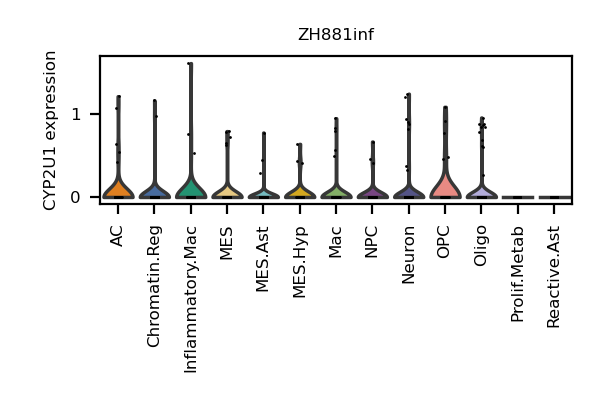 ZH881inf
CYP2U1 expression
1
0
AC
Chromatin.Reg
Inflammatory.Mac
MES
MES.Ast
MES.Hyp
Mac
NPC
Neuron
OPC
Oligo
Prolif.Metab
Reactive.Ast